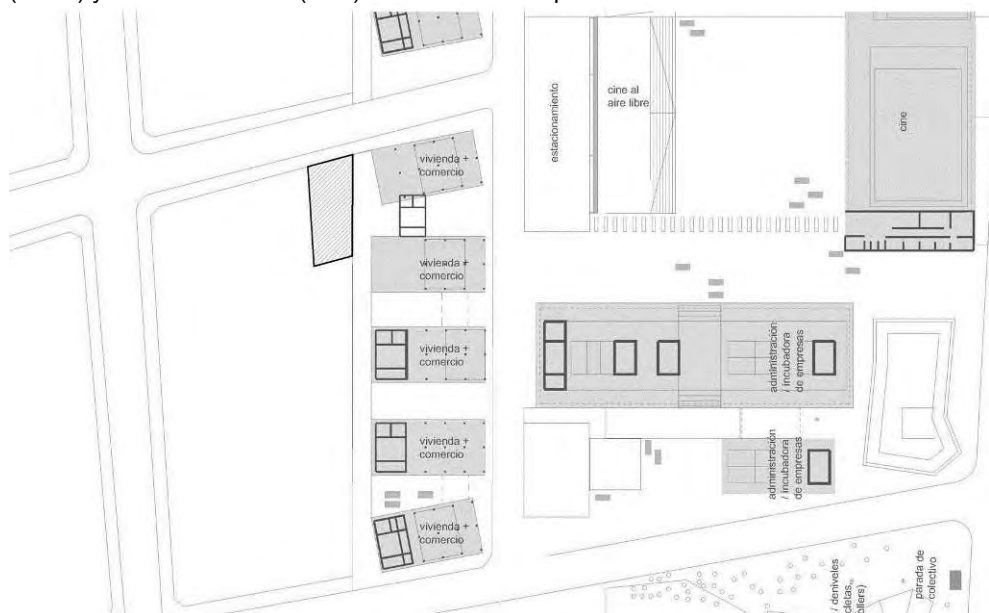 estacionamiento
cine al
aire libre
cine
vivienda +
comercio
vivienda +
comercio
vivienda +
comercio
administración
/ incubadora
de empresas
vivienda +
comercio
administración
/ incubadora
de empresas
vivienda +
comercio
/ deniveles
parada de
colectivo